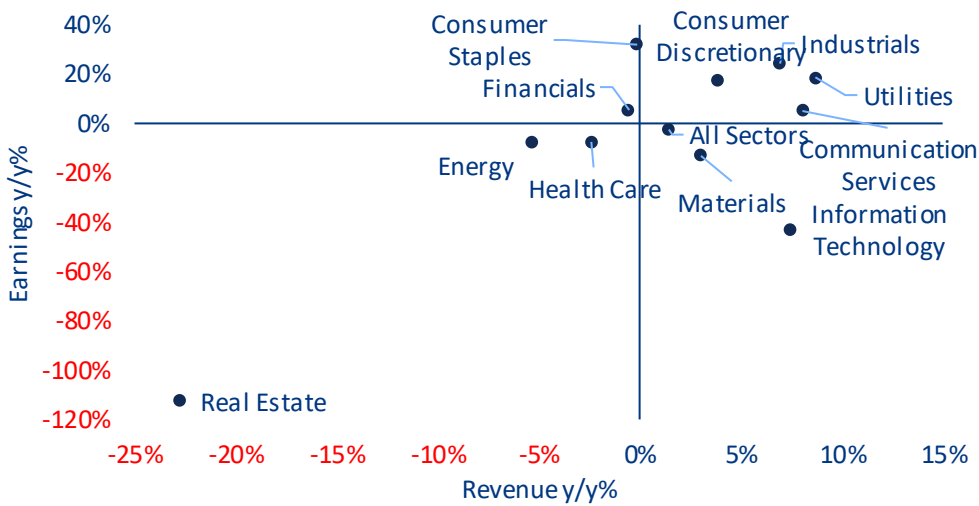 40%
20%
0%
-20%
-40%
-60%
-80%
-100%
-120%
Earnings y/y%
Consumer
Staples
Financials
Consumer
Discretionary
Industrials
Utilities
All Sectors
Communication
Services
Energy
Health Care
Materials
Information
Technology
Real Estate
-25%
-20%
-15%
-10%
-5%
0%
5%
10%
15%
Revenue y/y%